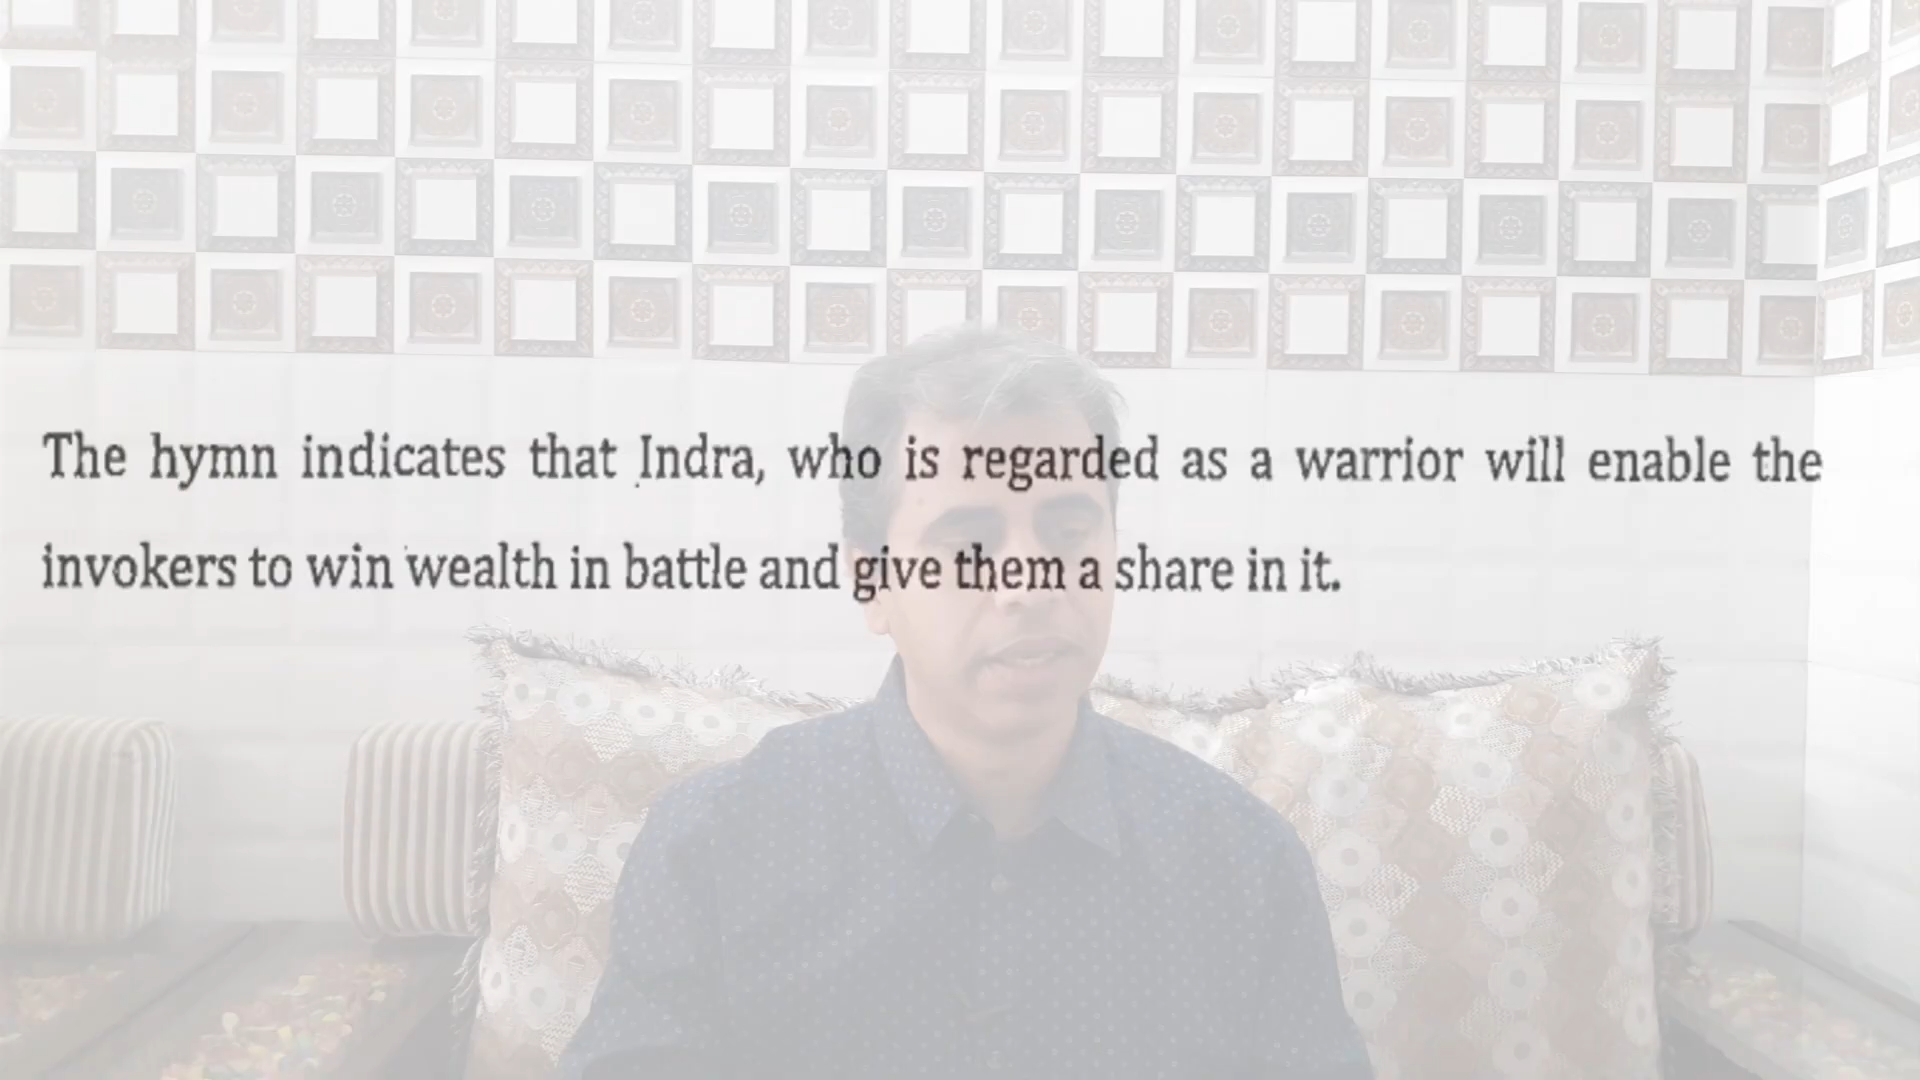 The hymn indicates that Indra, who is regarded as a warrior will enable the
invokers to win wealth in battle and give them a share in it.